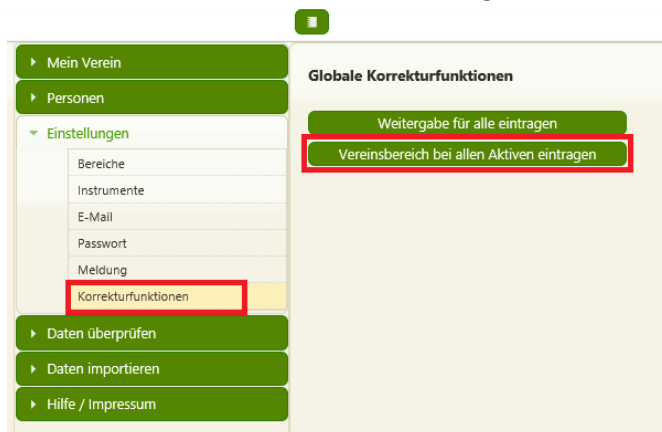 Mein Verein
Personen
Einstellungen
Bereiche
Instrumente
E-Mail
Passwort
Meldung
Korrekturfunktionen
Daten überprüfen
Daten importieren
Hilfe / Impressum
Globale Korrekturfunktionen
Weitergabe für alle eintragen
Vereinsbereich bei allen Aktiven eintragen